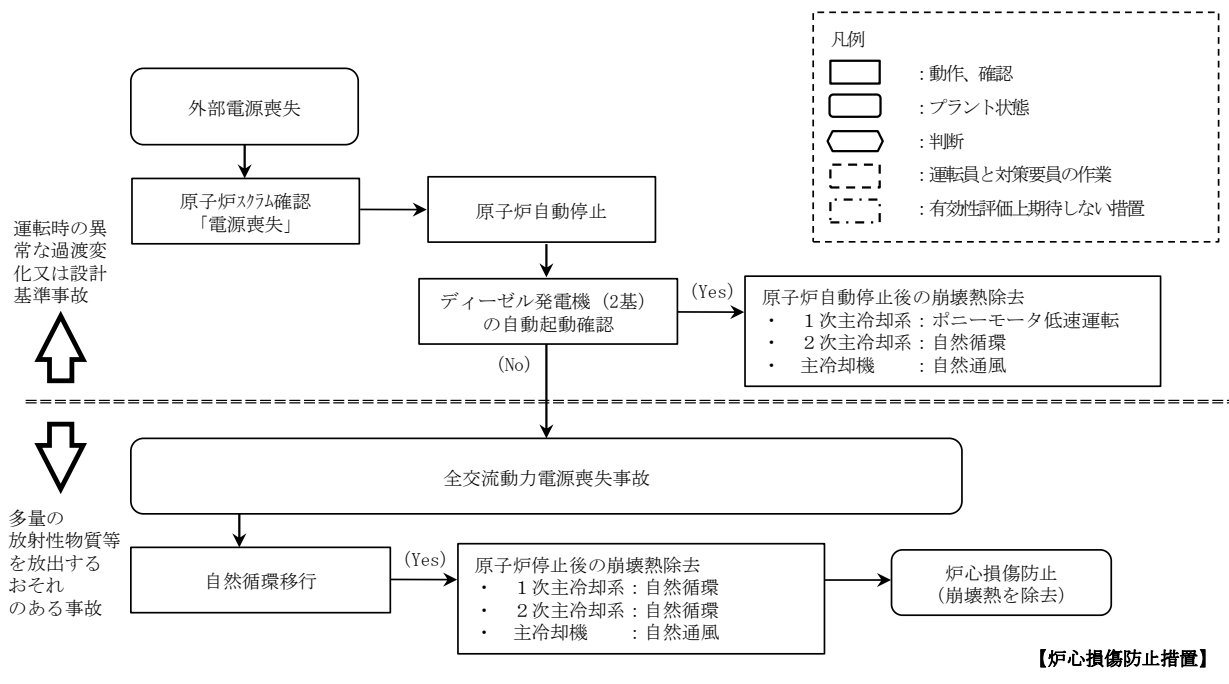 凡例
：動作、確認
：プラント状態
：判断
：運転員と対策要員の作業
：有効性評価上期待しない措置
外部電源喪失
原子炉ｽｸﾗﾑ確認
「電源喪失」
原子炉自動停止
運転時の異
常な過渡変
化又は設計
基準事故
ディーゼル発電機（2基）
の自動起動確認
(Yes)
(No)
原子炉自動停止後の崩壊熱除去
・　１次主冷却系：ポニーモータ低速運転
・　２次主冷却系：自然循環
・　主冷却機　　：自然通風
全交流動力電源喪失事故
多量の
放射性物質等
を放出する
おそれ
のある事故
自然循環移行
(Yes)
原子炉停止後の崩壊熱除去
・　１次主冷却系：自然循環
・　２次主冷却系：自然循環
・　主冷却機　　：自然通風
炉心損傷防止
（崩壊熱を除去）
【炉心損傷防止措置】